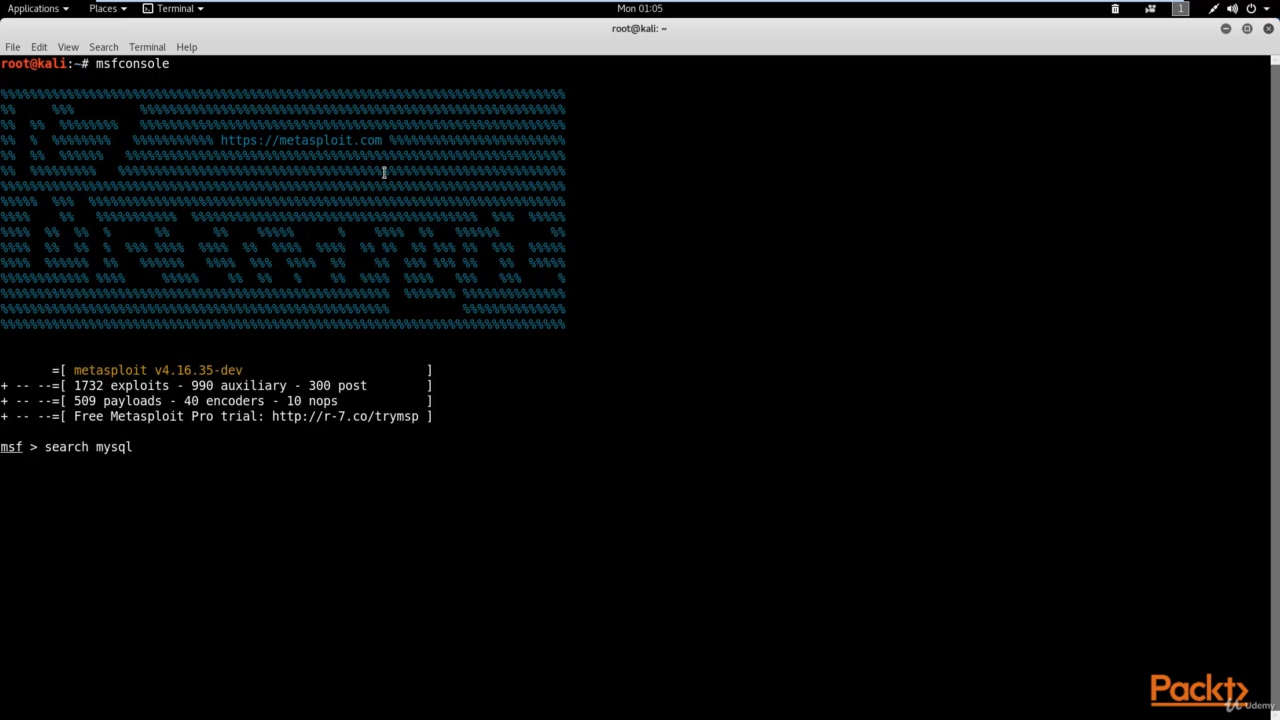 Applications Places Terminal Mon 01:05 1
root@kali: ~
File Edit View Search Terminal Help
root@kali:~# msfconsole
%%%%%%%%%%%%%%%%%%%%%%%%%%%%%%%%%%%%%%%%%%%%%%%%%%%%%%%%%%%%%%%%%%%%%%%%%%%%%%%
%%     %%%         %%%%%%%%%%%%%%%%%%%%%%%%%%%%%%%%%%%%%%%%%%%%%%%%%%%%%%%%%%
%%  %%  %%%%%%%%   %%%%%%%%%%%%%%%%%%%%%%%%%%%%%%%%%%%%%%%%%%%%%%%%%%%%%%%%%%
%%  %  %%%%%%%%   %%%%%%%%%%% https://metasploit.com %%%%%%%%%%%%%%%%%%%%%%%%
%%  %%  %%%%%%   %%%%%%%%%%%%%%%%%%%%%%%%%%%%%%%%%%%%%%%%%%%%%%%%%%%%%%%%%%%%
%%  %%%%%%%%%   %%%%%%%%%%%%%%%%%%%%%%%%%%%%%%%%%%%%%%%%%%%%%%%%%%%%%%%%%%%%%
%%%%%%%%%%%%%%%%%%%%%%%%%%%%%%%%%%%%%%%%%%%%%%%%%%%%%%%%%%%%%%%%%%%%%%%%%%%%%%%
%%%%%  %%%  %%%%%%%%%%%%%%%%%%%%%%%%%%%%%%%%%%%%%%%%%%%%%%%%%%%%%%%%%%%%%%%%%
%%%%    %%   %%%%%%%%%%%  %%%%%%%%%%%%%%%%%%%%%%%%%%%%%%%%%%%%%%%  %%%  %%%%%
%%%%  %%  %%  %      %%      %%    %%%%%      %    %%%%  %%   %%%%%%       %%
%%%%  %%  %%  %  %%% %%%%  %%%%  %%  %%%%  %%%%  %% %%  %% %%% %%  %%%  %%%%%
%%%%  %%%%%%  %%   %%%%%%   %%%%  %%%  %%%%  %%    %%  %%% %%% %%   %%  %%%%%
%%%%%%%%%%%% %%%%     %%%%%    %%  %%   %    %%  %%%%  %%%%   %%%   %%%     %
%%%%%%%%%%%%%%%%%%%%%%%%%%%%%%%%%%%%%%%%%%%%%%%%%%%%%  %%%%%%% %%%%%%%%%%%%%%
%%%%%%%%%%%%%%%%%%%%%%%%%%%%%%%%%%%%%%%%%%%%%%%%%%%%%          %%%%%%%%%%%%%%
%%%%%%%%%%%%%%%%%%%%%%%%%%%%%%%%%%%%%%%%%%%%%%%%%%%%%%%%%%%%%%%%%%%%%%%%%%%%%%%
=[ metasploit v4.16.35-dev ]
+ -- --=[ 1732 exploits - 990 auxiliary - 300 post ]
+ -- --=[ 509 payloads - 40 encoders - 10 nops ]
+ -- --=[ Free Metasploit Pro trial: http://r-7.co/trymsp ]
msf > search mysql
Packt
Udemy